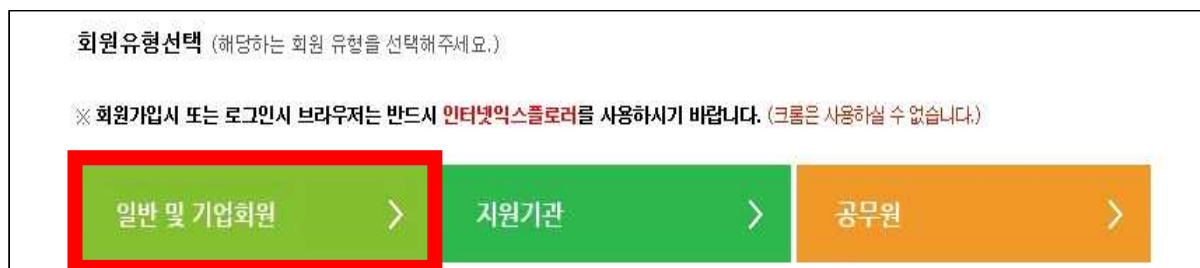 회원유형선택 (해당하는 회원 유형을 선택해주세요.)
※ 회원가입시 또는 로그인시 브라우저는 반드시 인터넷익스플로러를 사용하시기 바랍니다. (크롬은 사용하실 수 없습니다.)
일반 및 기업회원 > 지원기관 > 공무원 >